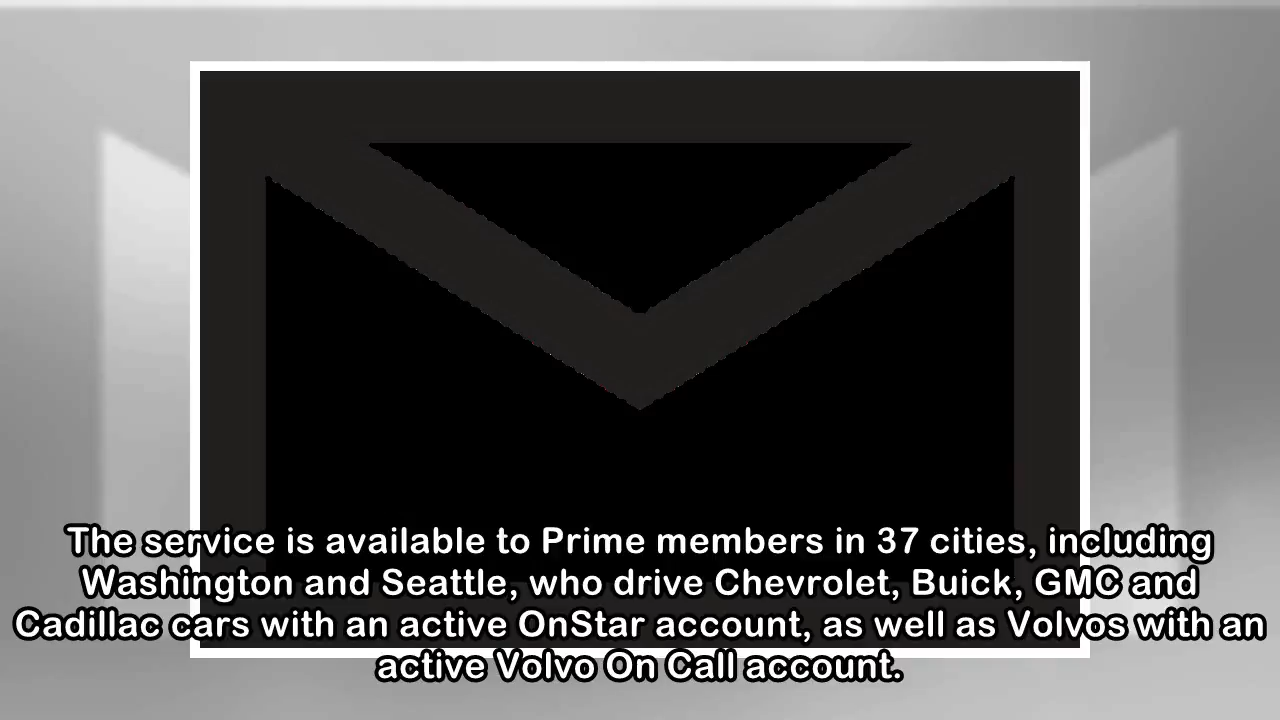 The service is available to Prime members in 37 cities, including
Washington and Seattle, who drive Chevrolet, Buick, GMC and
Cadillac cars with an active OnStar account, as well as Volvos with an
active Volvo On Call account.